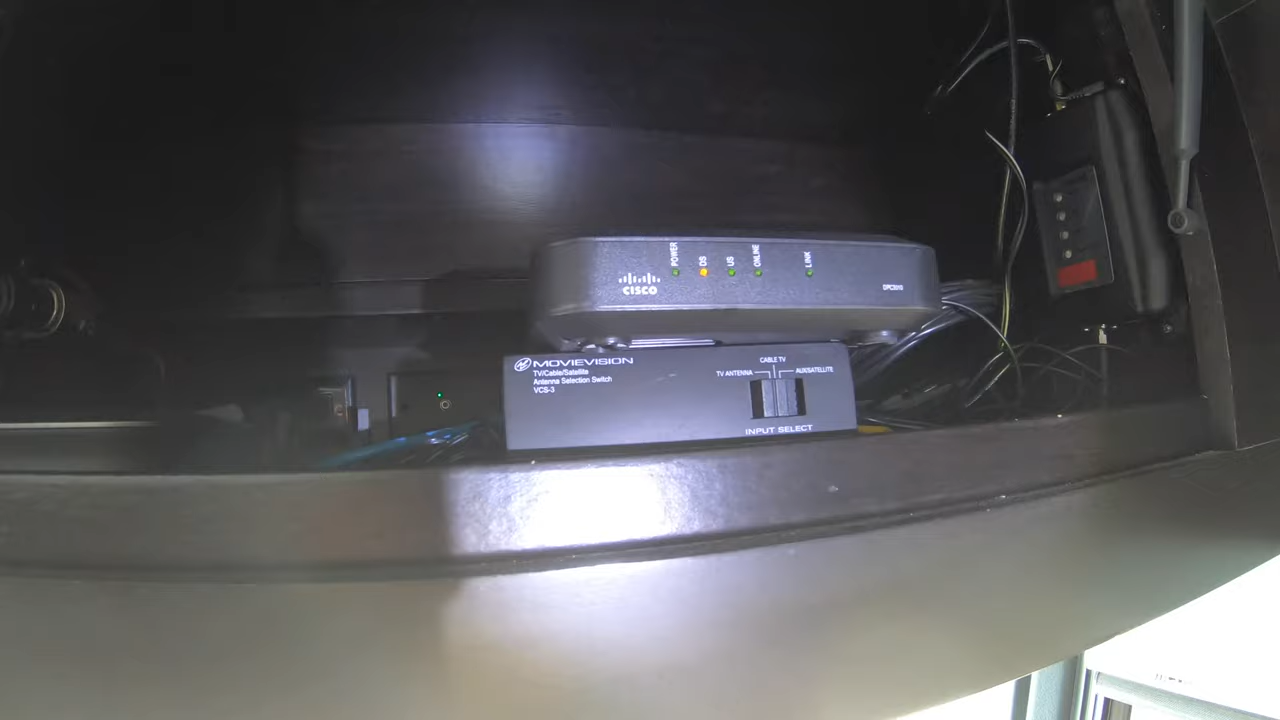 POWER
DS
US
ONLINE
LINK
CISCO
MOVIEVISION
TV/Cable/Satellite
Antenna Selection Switch
VCS-3
CABLE TV
TV ANTENNA
AUX/SATELLITE
INPUT SELECT